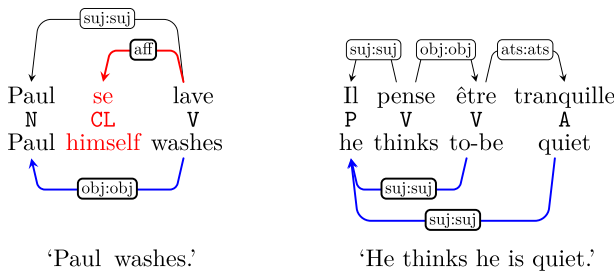 suj:suj
aff
Paul se lave
N CL V
Paul himself washes
obj:obj
‘Paul washes.’
suj:suj obj:obj ats:ats
Il pense être tranquille
P V V A
he thinks to-be quiet
suj:suj
suj:suj
‘He thinks he is quiet.’